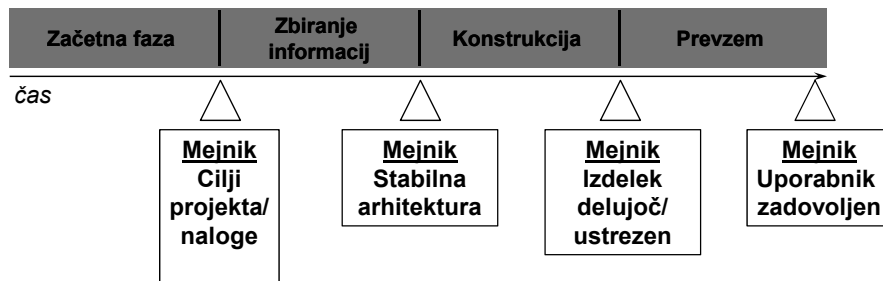 Začetna faza
Zbiranje
informacij
Konstrukcija
Prevzem
čas
Mejnik
Cilji
projekta/
naloge
Mejnik
Stabilna
arhitektura
Mejnik
Izdelek
delujoč/
ustrezen
Mejnik
Uporabnik
zadovoljen